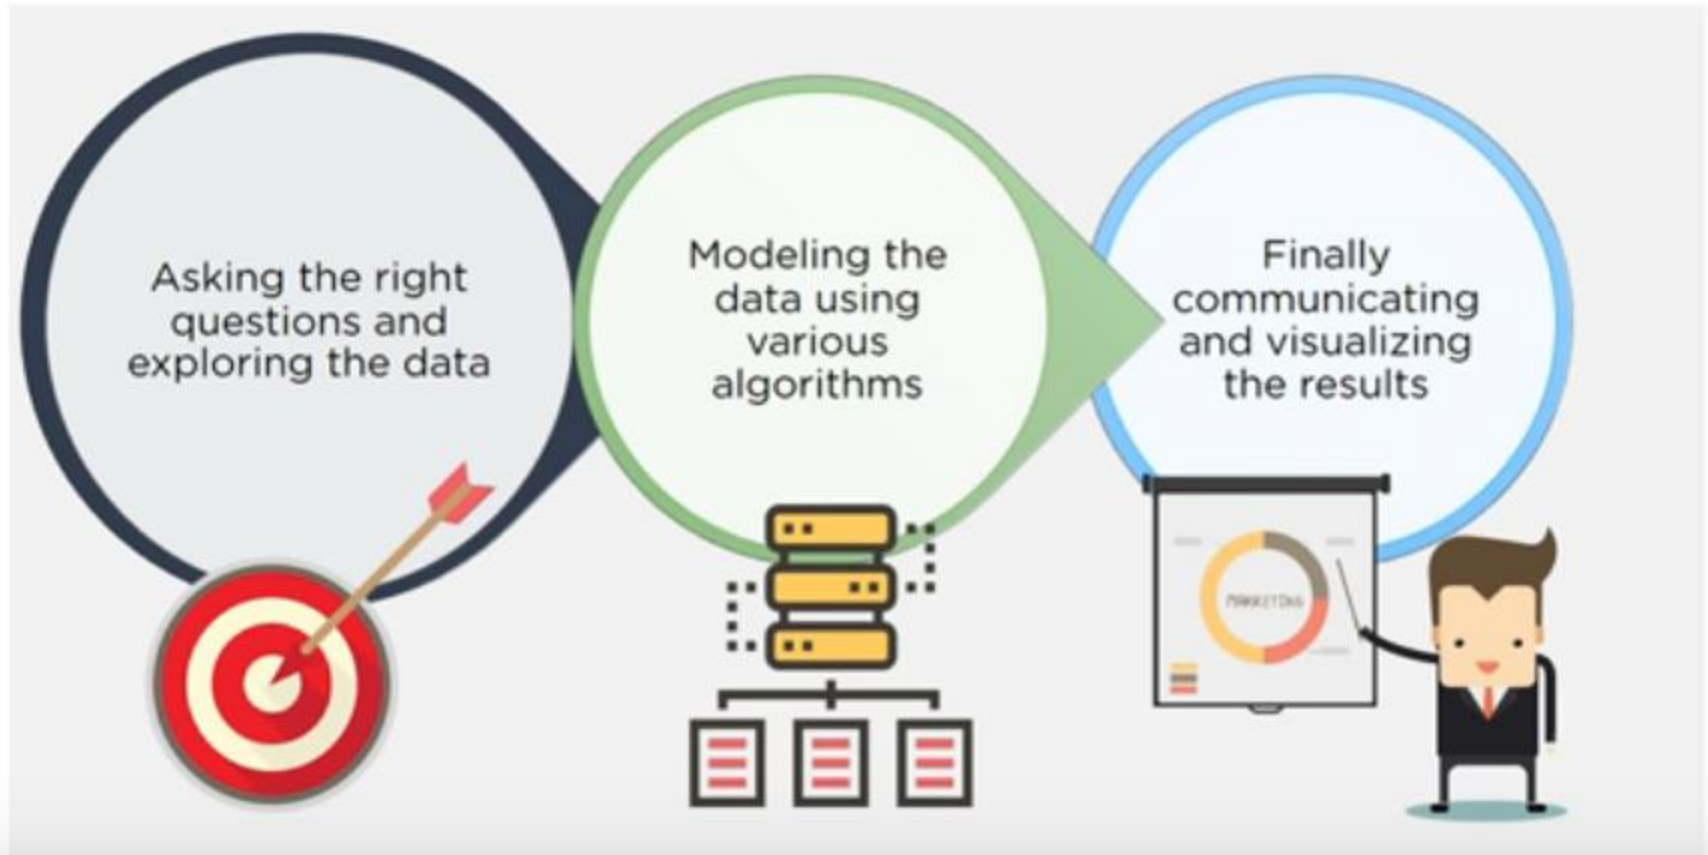 Asking the right
questions and
exploring the data
Modeling the
data using
various
algorithms
Finally
communicating
and visualizing
the results
MARKETING